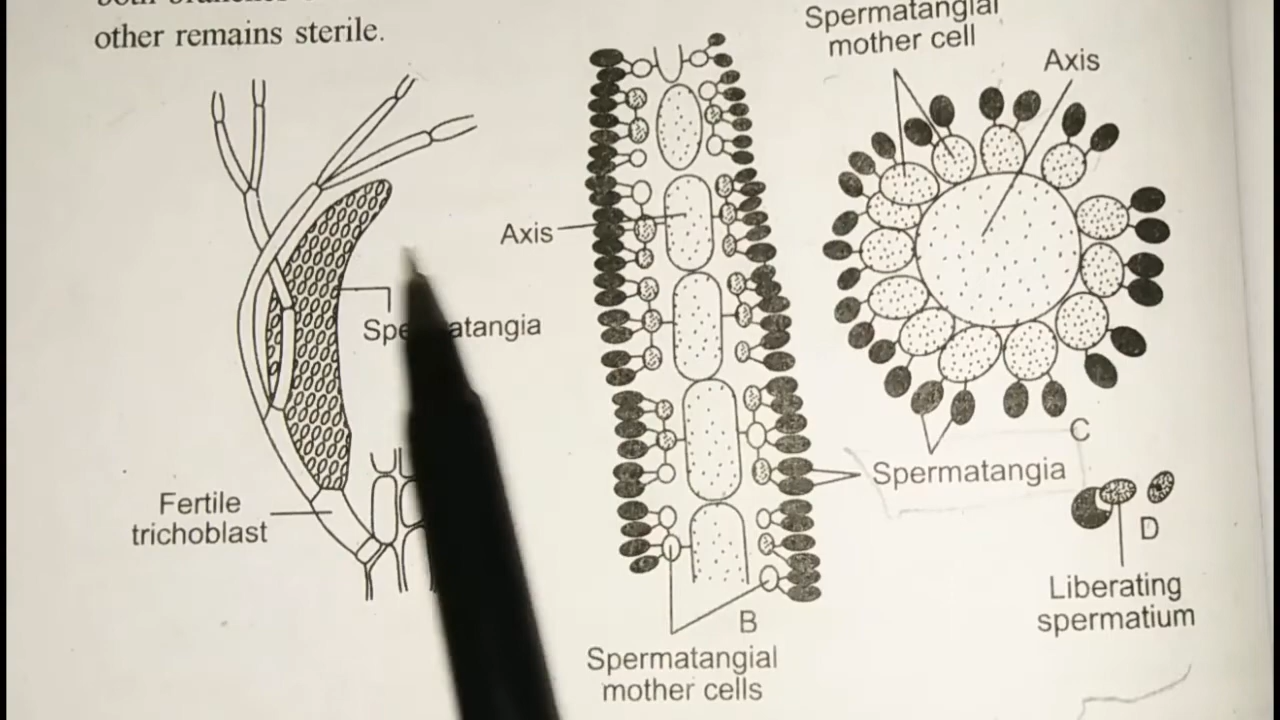 other remains sterile.
Spermatangial
mother cell
Axis
Axis
Spermatangia
Fertile
trichoblast
C
Spermatangia
D
Liberating
spermatium
B
Spermatangial
mother cells